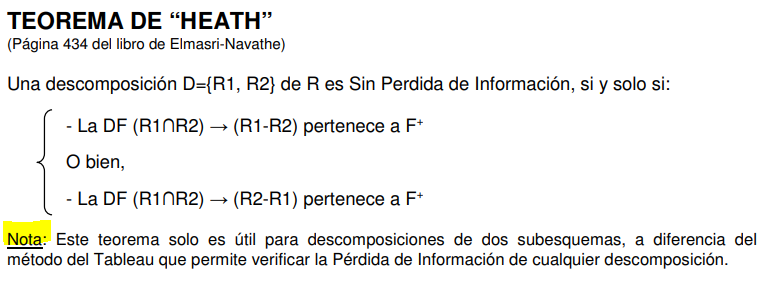 TEOREMA DE “HEATH”
(Página 434 del libro de Elmasri-Navathe)
Una descomposición D={R1, R2} de R es Sin Perdida de Información, si y solo si:
- La DF (R1∩R2) → (R1-R2) pertenece a F⁺
O bien,
- La DF (R1∩R2) → (R2-R1) pertenece a F⁺
Nota: Este teorema solo es útil para descomposiciones de dos subesquemas, a diferencia del
método del Tableau que permite verificar la Pérdida de Información de cualquier descomposición.